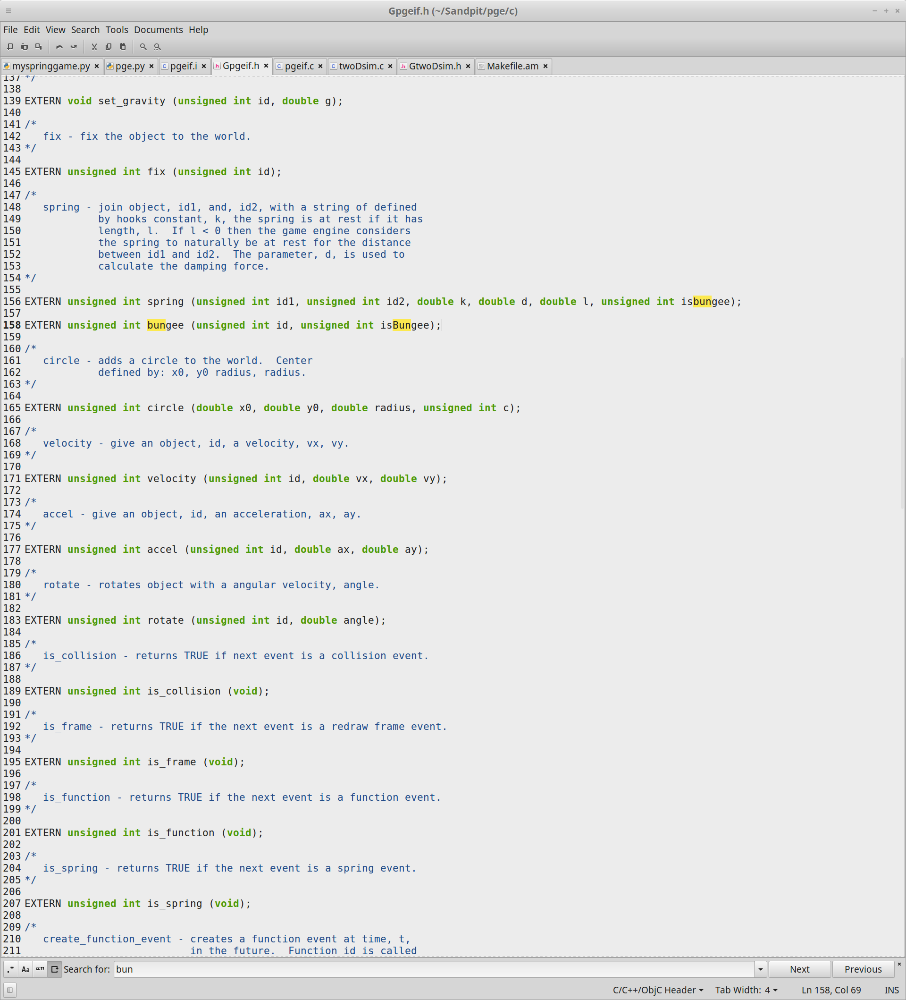 Gpgeif.h (~/Sandpit/pge/c)
File Edit View Search Tools Documents Help
myspringgame.py × pge.py × pgeif.i × Gpgeif.h × pgeif.c × twoDsim.c × GtwoDsim.h × Makefile.am ×
137 */
138
139 EXTERN void set_gravity (unsigned int id, double g);
140
141 /*
142    fix - fix the object to the world.
143 */
144
145 EXTERN unsigned int fix (unsigned int id);
146
147 /*
148    spring - join object, id1, and, id2, with a string of defined
149             by hooks constant, k, the spring is at rest if it has
150             length, l.  If l < 0 then the game engine considers
151             the spring to naturally be at rest for the distance
152             between id1 and id2.  The parameter, d, is used to
153             calculate the damping force.
154 */
155
156 EXTERN unsigned int spring (unsigned int id1, unsigned int id2, double k, double d, double l, unsigned int isbungee);
157
158 EXTERN unsigned int bungee (unsigned int id, unsigned int isBungee);
159
160 /*
161    circle - adds a circle to the world.  Center
162             defined by: x0, y0 radius, radius.
163 */
164
165 EXTERN unsigned int circle (double x0, double y0, double radius, unsigned int c);
166
167 /*
168    velocity - give an object, id, a velocity, vx, vy.
169 */
170
171 EXTERN unsigned int velocity (unsigned int id, double vx, double vy);
172
173 /*
174    accel - give an object, id, an acceleration, ax, ay.
175 */
176
177 EXTERN unsigned int accel (unsigned int id, double ax, double ay);
178
179 /*
180    rotate - rotates object with a angular velocity, angle.
181 */
182
183 EXTERN unsigned int rotate (unsigned int id, double angle);
184
185 /*
186    is_collision - returns TRUE if next event is a collision event.
187 */
188
189 EXTERN unsigned int is_collision (void);
190
191 /*
192    is_frame - returns TRUE if the next event is a redraw frame event.
193 */
194
195 EXTERN unsigned int is_frame (void);
196
197 /*
198    is_function - returns TRUE if the next event is a function event.
199 */
200
201 EXTERN unsigned int is_function (void);
202
203 /*
204    is_spring - returns TRUE if the next event is a spring event.
205 */
206
207 EXTERN unsigned int is_spring (void);
208
209 /*
210    create_function_event - creates a function event at time, t,
211                            in the future.  Function id is called
.* Aa “” Search for: bun Next Previous ×
C/C++/ObjC Header Tab Width: 4 Ln 158, Col 69 INS